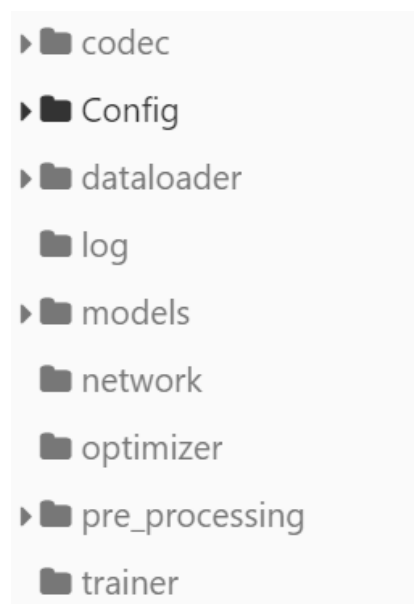 codec
Config
dataloader
log
models
network
optimizer
pre_processing
trainer